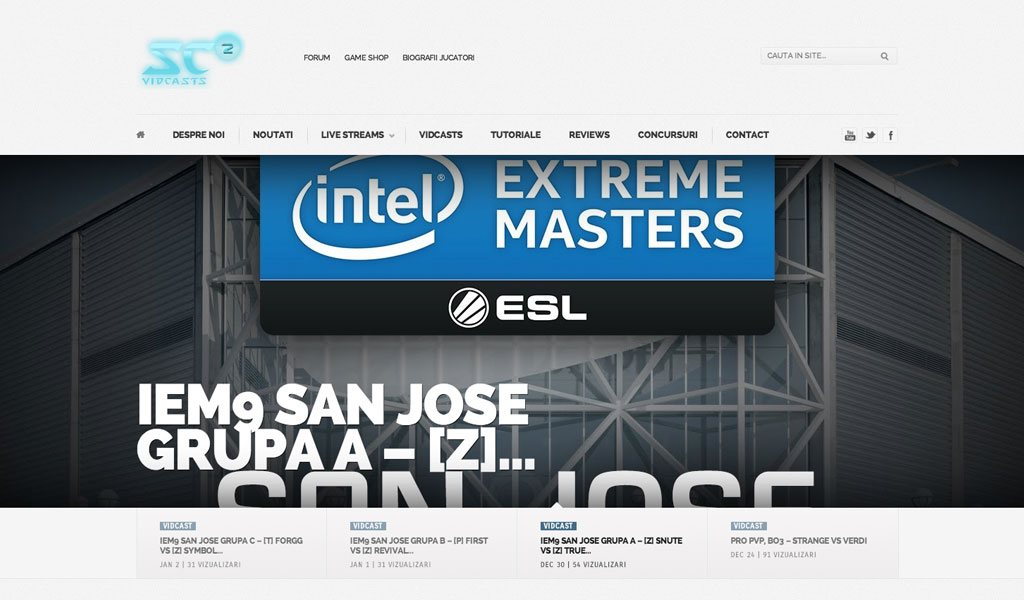 SC2
VIDCASTS
FORUM GAME SHOP BIOGRAFII JUCATORI
CAUTA IN SITE...
DESPRE NOI NOUTATI LIVE STREAMS VIDCASTS TUTORIALE REVIEWS CONCURSURI CONTACT
You Tube
intel® EXTREME
MASTERS
ESL
IEM9 SAN JOSE
GRUPA A – [Z]...
SAN JOSE
VIDCAST
IEM9 SAN JOSE GRUPA C – [T] FORGG
VS [Z] SYMBOL...
JAN 2 | 31 VIZUALIZARI
VIDCAST
IEM9 SAN JOSE GRUPA B – [P] FIRST
VS [Z] REVIVAL...
JAN 1 | 31 VIZUALIZARI
VIDCAST
IEM9 SAN JOSE GRUPA A – [Z] SNUTE
VS [Z] TRUE...
DEC 30 | 54 VIZUALIZARI
VIDCAST
PRO PVP, BO3 – STRANGE VS VERDI
DEC 24 | 91 VIZUALIZARI